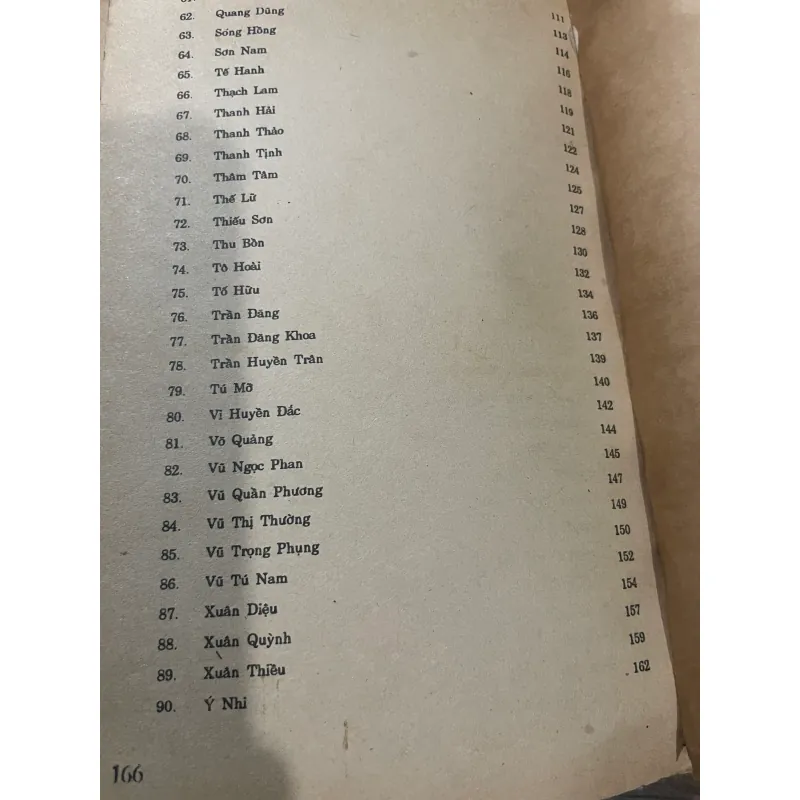 61. 111
62. Quang Dũng 113
63. Sóng Hồng 114
64. Sơn Nam 116
65. Tế Hanh 118
66. Thạch Lam 119
67. Thanh Hải 121
68. Thanh Thảo 122
69. Thanh Tịnh 124
70. Thâm Tâm 125
71. Thế Lữ 127
72. Thiếu Sơn 128
73. Thu Bồn 130
74. Tô Hoài 132
75. Tố Hữu 134
76. Trần Đăng 136
77. Trần Đăng Khoa 137
78. Trần Huyền Trân 139
79. Tú Mỡ 140
80. Vi Huyền Đắc 142
81. Võ Quảng 144
82. Vũ Ngọc Phan 145
83. Vũ Quần Phương 147
84. Vũ Thị Thường 149
85. Vũ Trọng Phụng 150
86. Vũ Tú Nam 152
87. Xuân Diệu 154
88. Xuân Quỳnh 157
89. Xuân Thiều 159
90. Ý Nhi 162
166